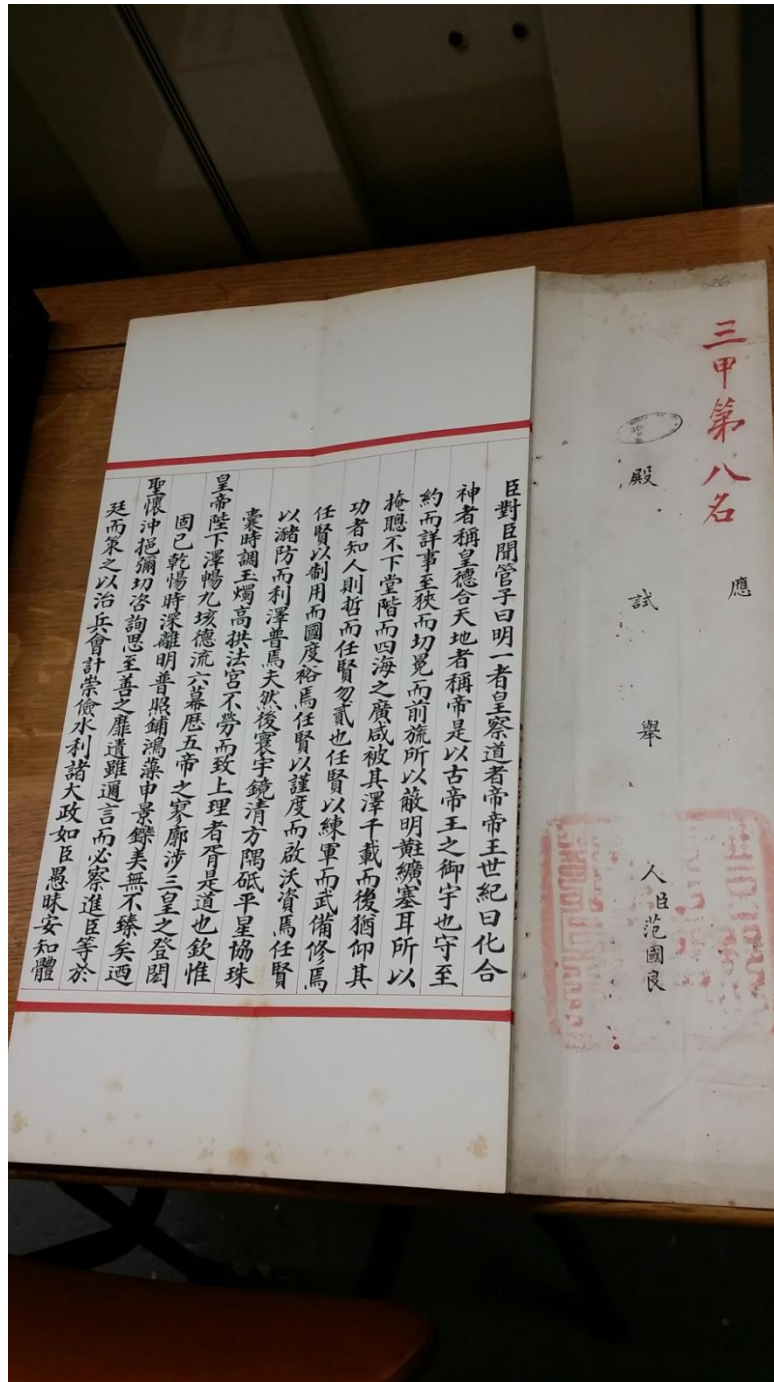 三甲第八名
應
殿試舉
人臣范國良
臣對臣聞管子曰明一者皇察道者帝帝王世紀曰化合
神者稱皇德合天地者稱帝是以古帝王之御宇也守至
約而詳事至狹而切冕而前旒所以蔽明黈纊塞耳所以
掩聰不下堂階而四海之廣咸被其澤千載而後猶仰其
功者知人則哲而任賢勿貳也任賢以練軍而武備修焉
任賢以制用而國度裕焉任賢以謹度而啟沃資焉任賢
以瀦防而利澤普焉夫然後寰宇鏡清方隅砥平星協珠
囊時調玉燭高拱法宮不勞而致上理者胥是道也欽惟
皇帝陛下澤暢九垓德流六幕歷五帝之寥廓涉三皇之登閎
固已乾惕時深離明普照鋪鴻藻申景鑠美無不臻矣迺
聖懷沖挹彌切咨詢思至善之靡遺雖邇言而必察進臣等於
廷而策之以治兵會計崇儉水利諸大政如臣愚昧安知體